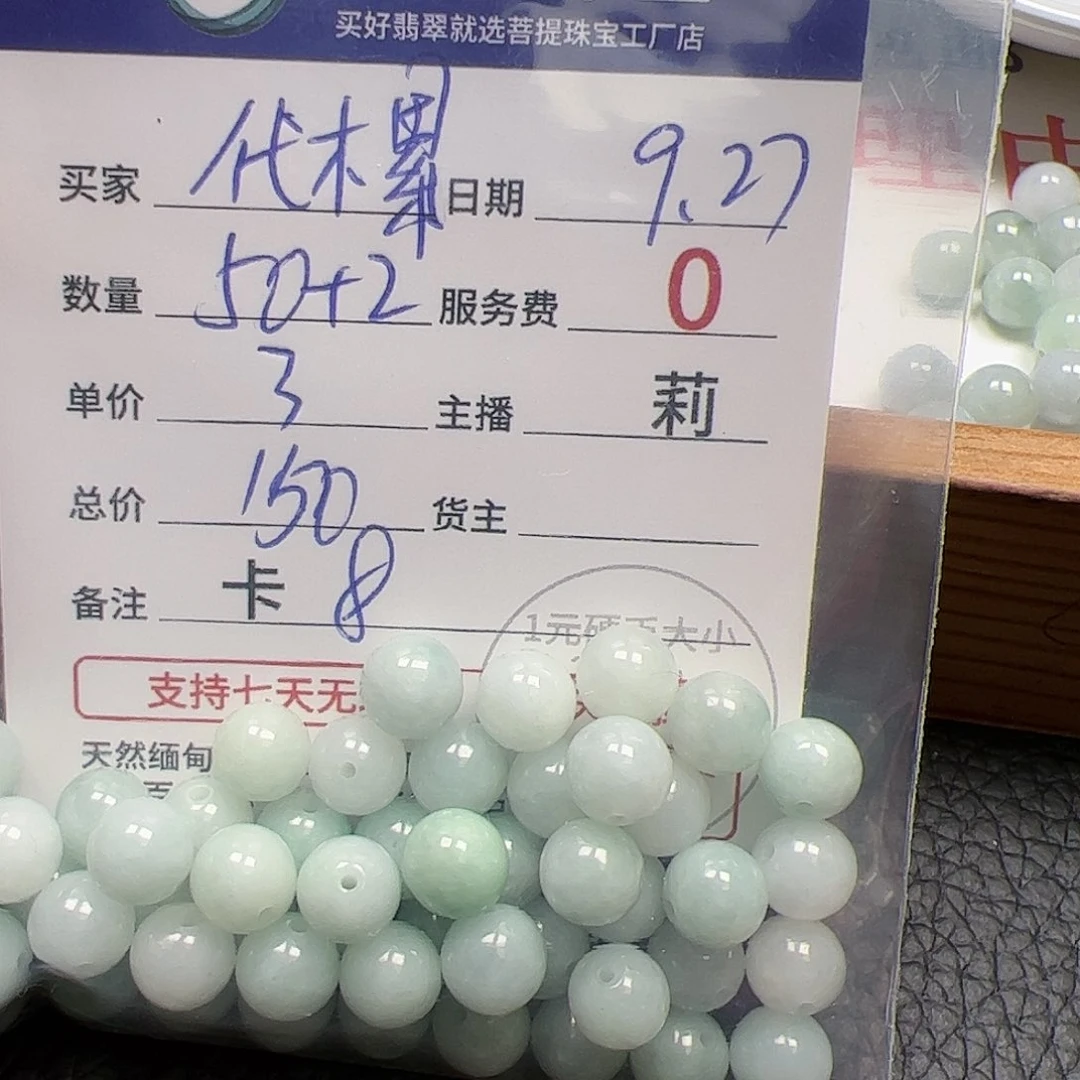 买好翡翠就选菩提珠宝工厂店
买家 代木 日期 9.27
数量 50+2 服务费 0
单价 3 主播 莉
总价 150 货主
备注 卡 8
1元硬币大小
支持七天无
天然缅甸